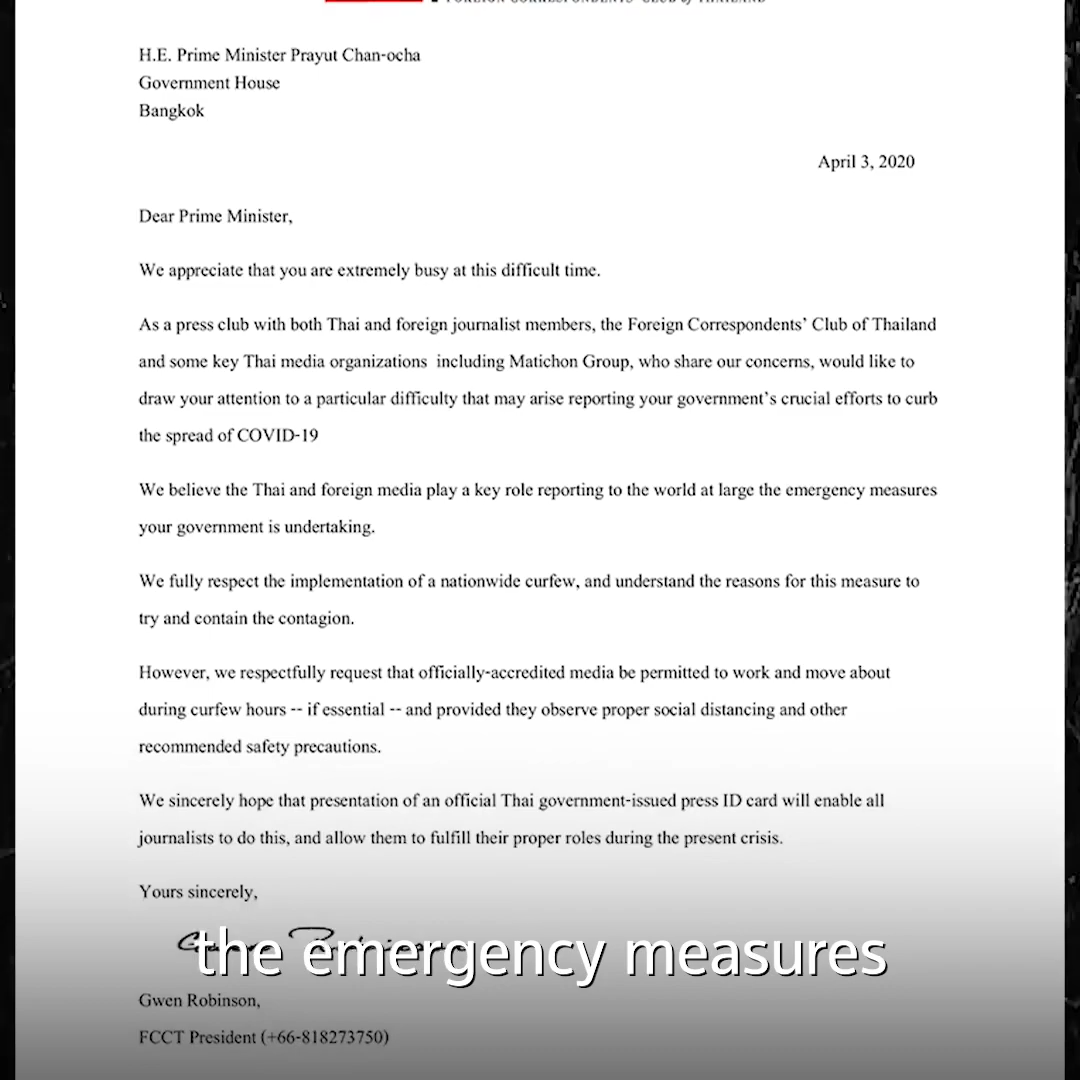 FOREIGN CORRESPONDENTS' CLUB of THAILAND
H.E. Prime Minister Prayut Chan-ocha
Government House
Bangkok
April 3, 2020
Dear Prime Minister,
We appreciate that you are extremely busy at this difficult time.
As a press club with both Thai and foreign journalist members, the Foreign Correspondents’ Club of Thailand
and some key Thai media organizations including Matichon Group, who share our concerns, would like to
draw your attention to a particular difficulty that may arise reporting your government’s crucial efforts to curb
the spread of COVID-19
We believe the Thai and foreign media play a key role reporting to the world at large the emergency measures
your government is undertaking.
We fully respect the implementation of a nationwide curfew, and understand the reasons for this measure to
try and contain the contagion.
However, we respectfully request that officially-accredited media be permitted to work and move about
during curfew hours -- if essential -- and provided they observe proper social distancing and other
recommended safety precautions.
We sincerely hope that presentation of an official Thai government-issued press ID card will enable all
journalists to do this, and allow them to fulfill their proper roles during the present crisis.
Yours sincerely,
the emergency measures
Gwen Robinson,
FCCT President (+66-818273750)